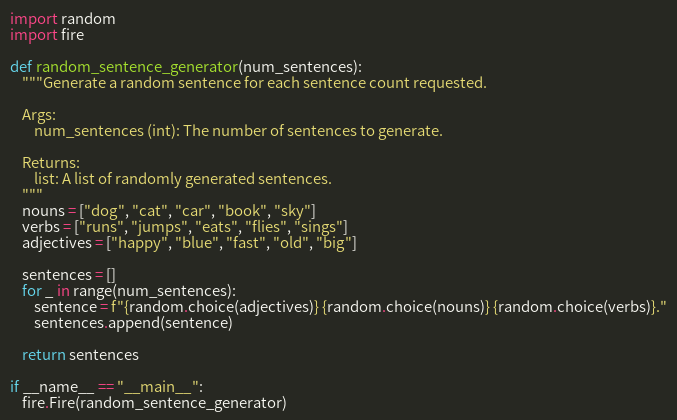 import random
import fire

def random_sentence_generator(num_sentences):
    """Generate a random sentence for each sentence count requested.

    Args:
        num_sentences (int): The number of sentences to generate.

    Returns:
        list: A list of randomly generated sentences.
    """
    nouns = ["dog", "cat", "car", "book", "sky"]
    verbs = ["runs", "jumps", "eats", "flies", "sings"]
    adjectives = ["happy", "blue", "fast", "old", "big"]

    sentences = []
    for _ in range(num_sentences):
        sentence = f"{random.choice(adjectives)} {random.choice(nouns)} {random.choice(verbs)}."
        sentences.append(sentence)

    return sentences

if __name__ == "__main__":
    fire.Fire(random_sentence_generator)